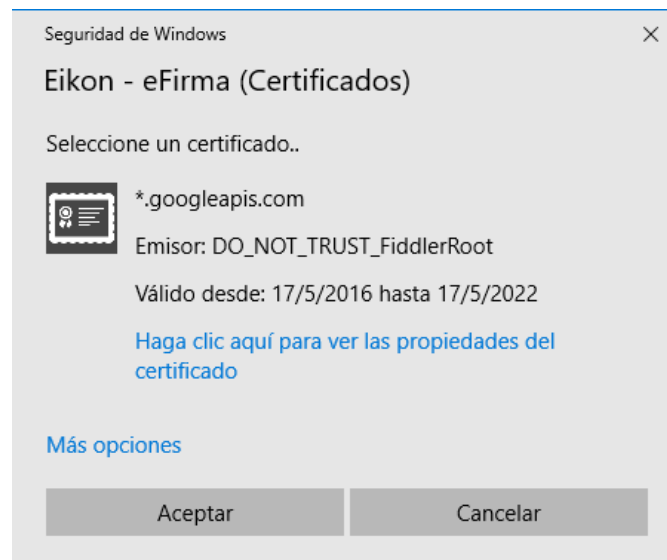 Seguridad de Windows
Eikon - eFirma (Certificados)
Seleccione un certificado..
*.googleapis.com
Emisor: DO_NOT_TRUST_FiddlerRoot
Válido desde: 17/5/2016 hasta 17/5/2022
Haga clic aquí para ver las propiedades del
certificado
Más opciones
Aceptar
Cancelar